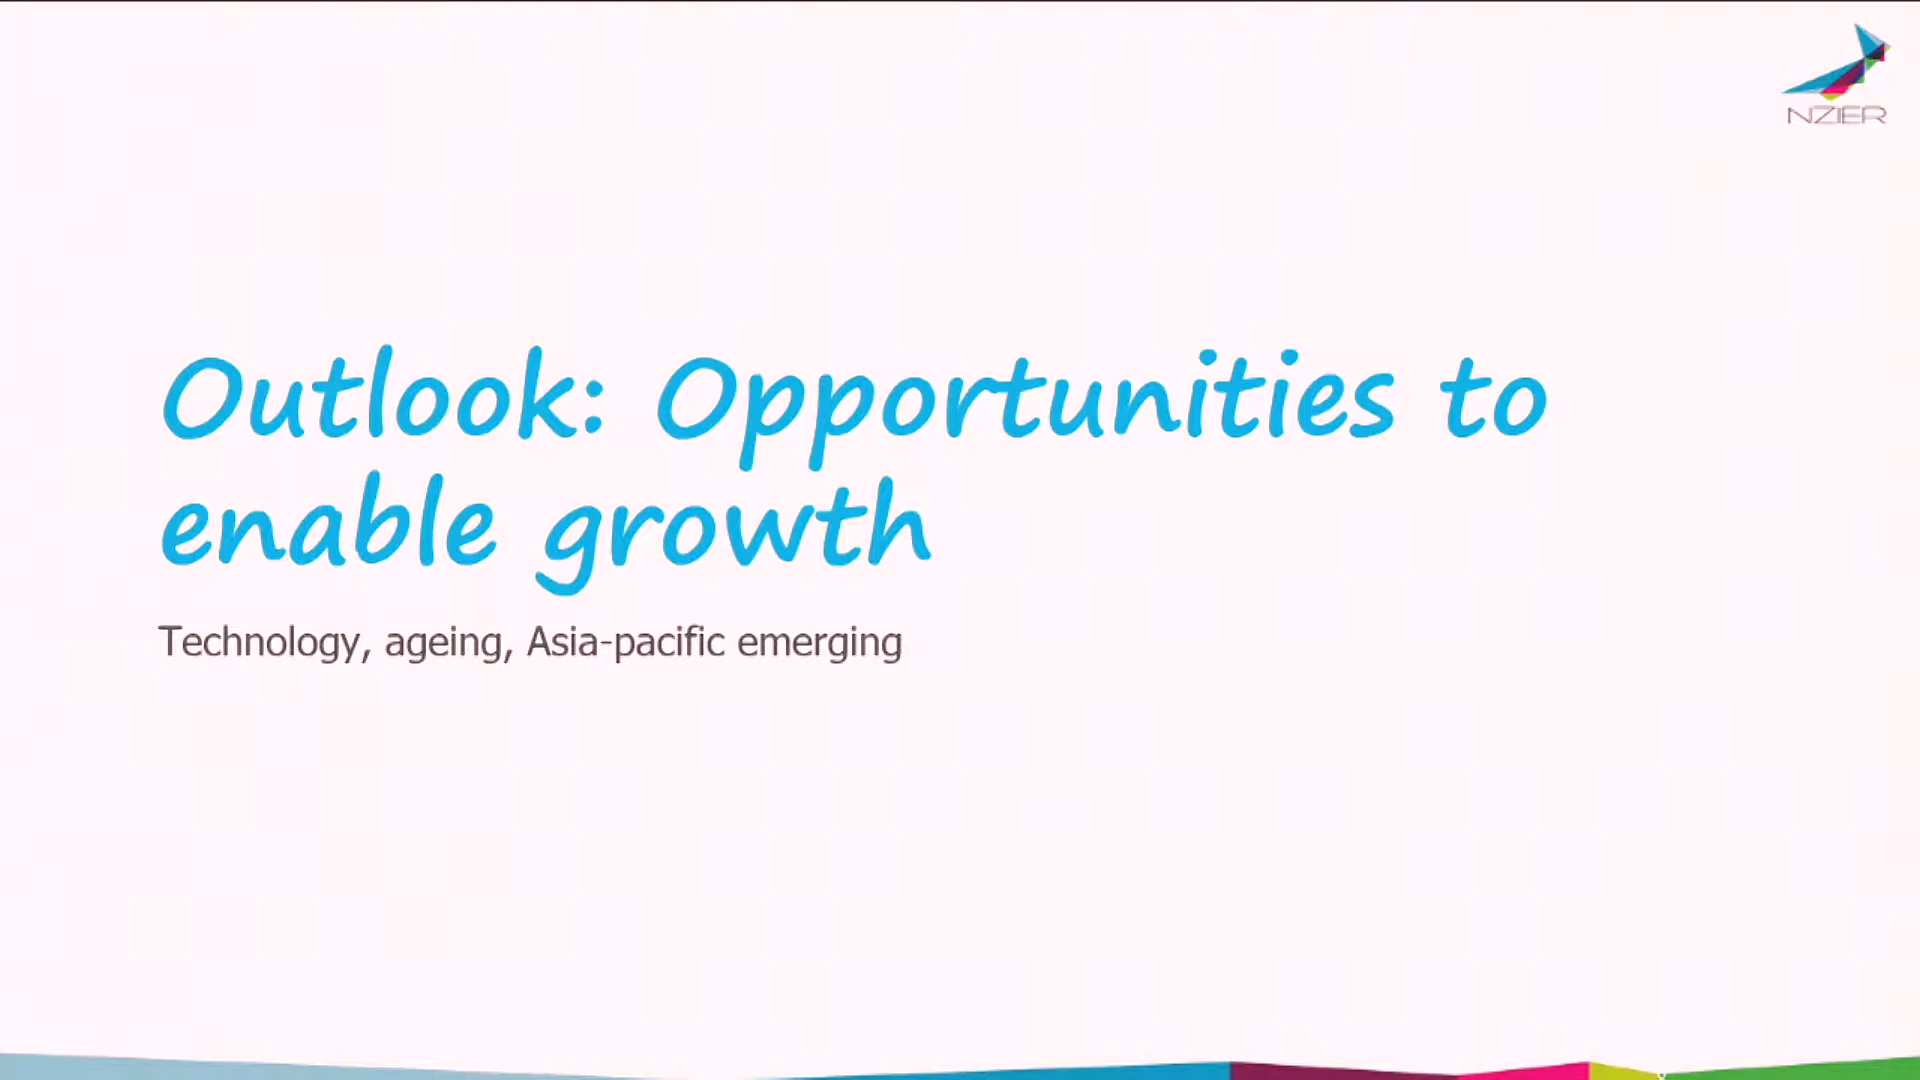 NZIER
Outlook: Opportunities to
enable growth
Technology, ageing, Asia-pacific emerging